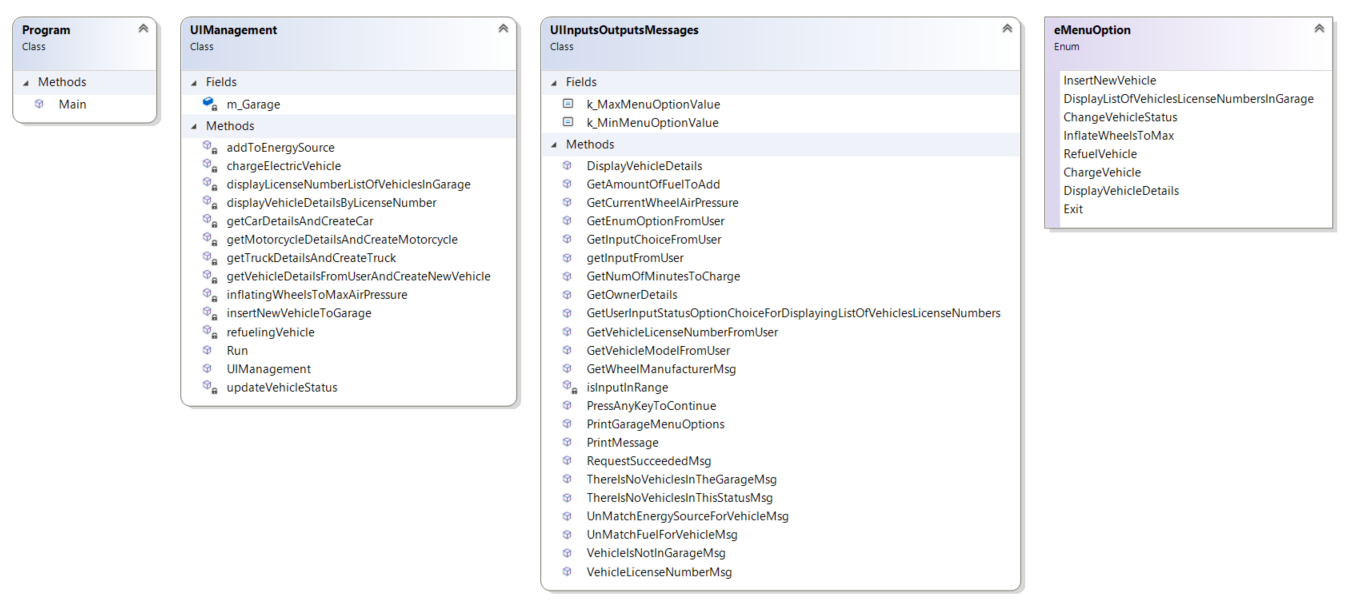 Program
Class
Methods
Main
UIManagement
Class
Fields
m_Garage
Methods
addToEnergySource
chargeElectricVehicle
displayLicenseNumberListOfVehiclesInGarage
displayVehicleDetailsByLicenseNumber
getCarDetailsAndCreateCar
getMotorcycleDetailsAndCreateMotorcycle
getTruckDetailsAndCreateTruck
getVehicleDetailsFromUserAndCreateNewVehicle
inflatingWheelsToMaxAirPressure
insertNewVehicleToGarage
refuelingVehicle
Run
UIManagement
updateVehicleStatus
UIInputsOutputsMessages
Class
Fields
k_MaxMenuOptionValue
k_MinMenuOptionValue
Methods
DisplayVehicleDetails
GetAmountOfFuelToAdd
GetCurrentWheelAirPressure
GetEnumOptionFromUser
GetInputChoiceFromUser
getInputFromUser
GetNumOfMinutesToCharge
GetOwnerDetails
GetUserInputStatusOptionChoiceForDisplayingListOfVehiclesLicenseNumbers
GetVehicleLicenseNumberFromUser
GetVehicleModelFromUser
GetWheelManufacturerMsg
isInputInRange
PressAnyKeyToContinue
PrintGarageMenuOptions
PrintMessage
RequestSucceededMsg
ThereIsNoVehiclesInTheGarageMsg
ThereIsNoVehiclesInThisStatusMsg
UnMatchEnergySourceForVehicleMsg
UnMatchFuelForVehicleMsg
VehicleIsNotInGarageMsg
VehicleLicenseNumberMsg
eMenuOption
Enum
InsertNewVehicle
DisplayListOfVehiclesLicenseNumbersInGarage
ChangeVehicleStatus
InflateWheelsToMax
RefuelVehicle
ChargeVehicle
DisplayVehicleDetails
Exit